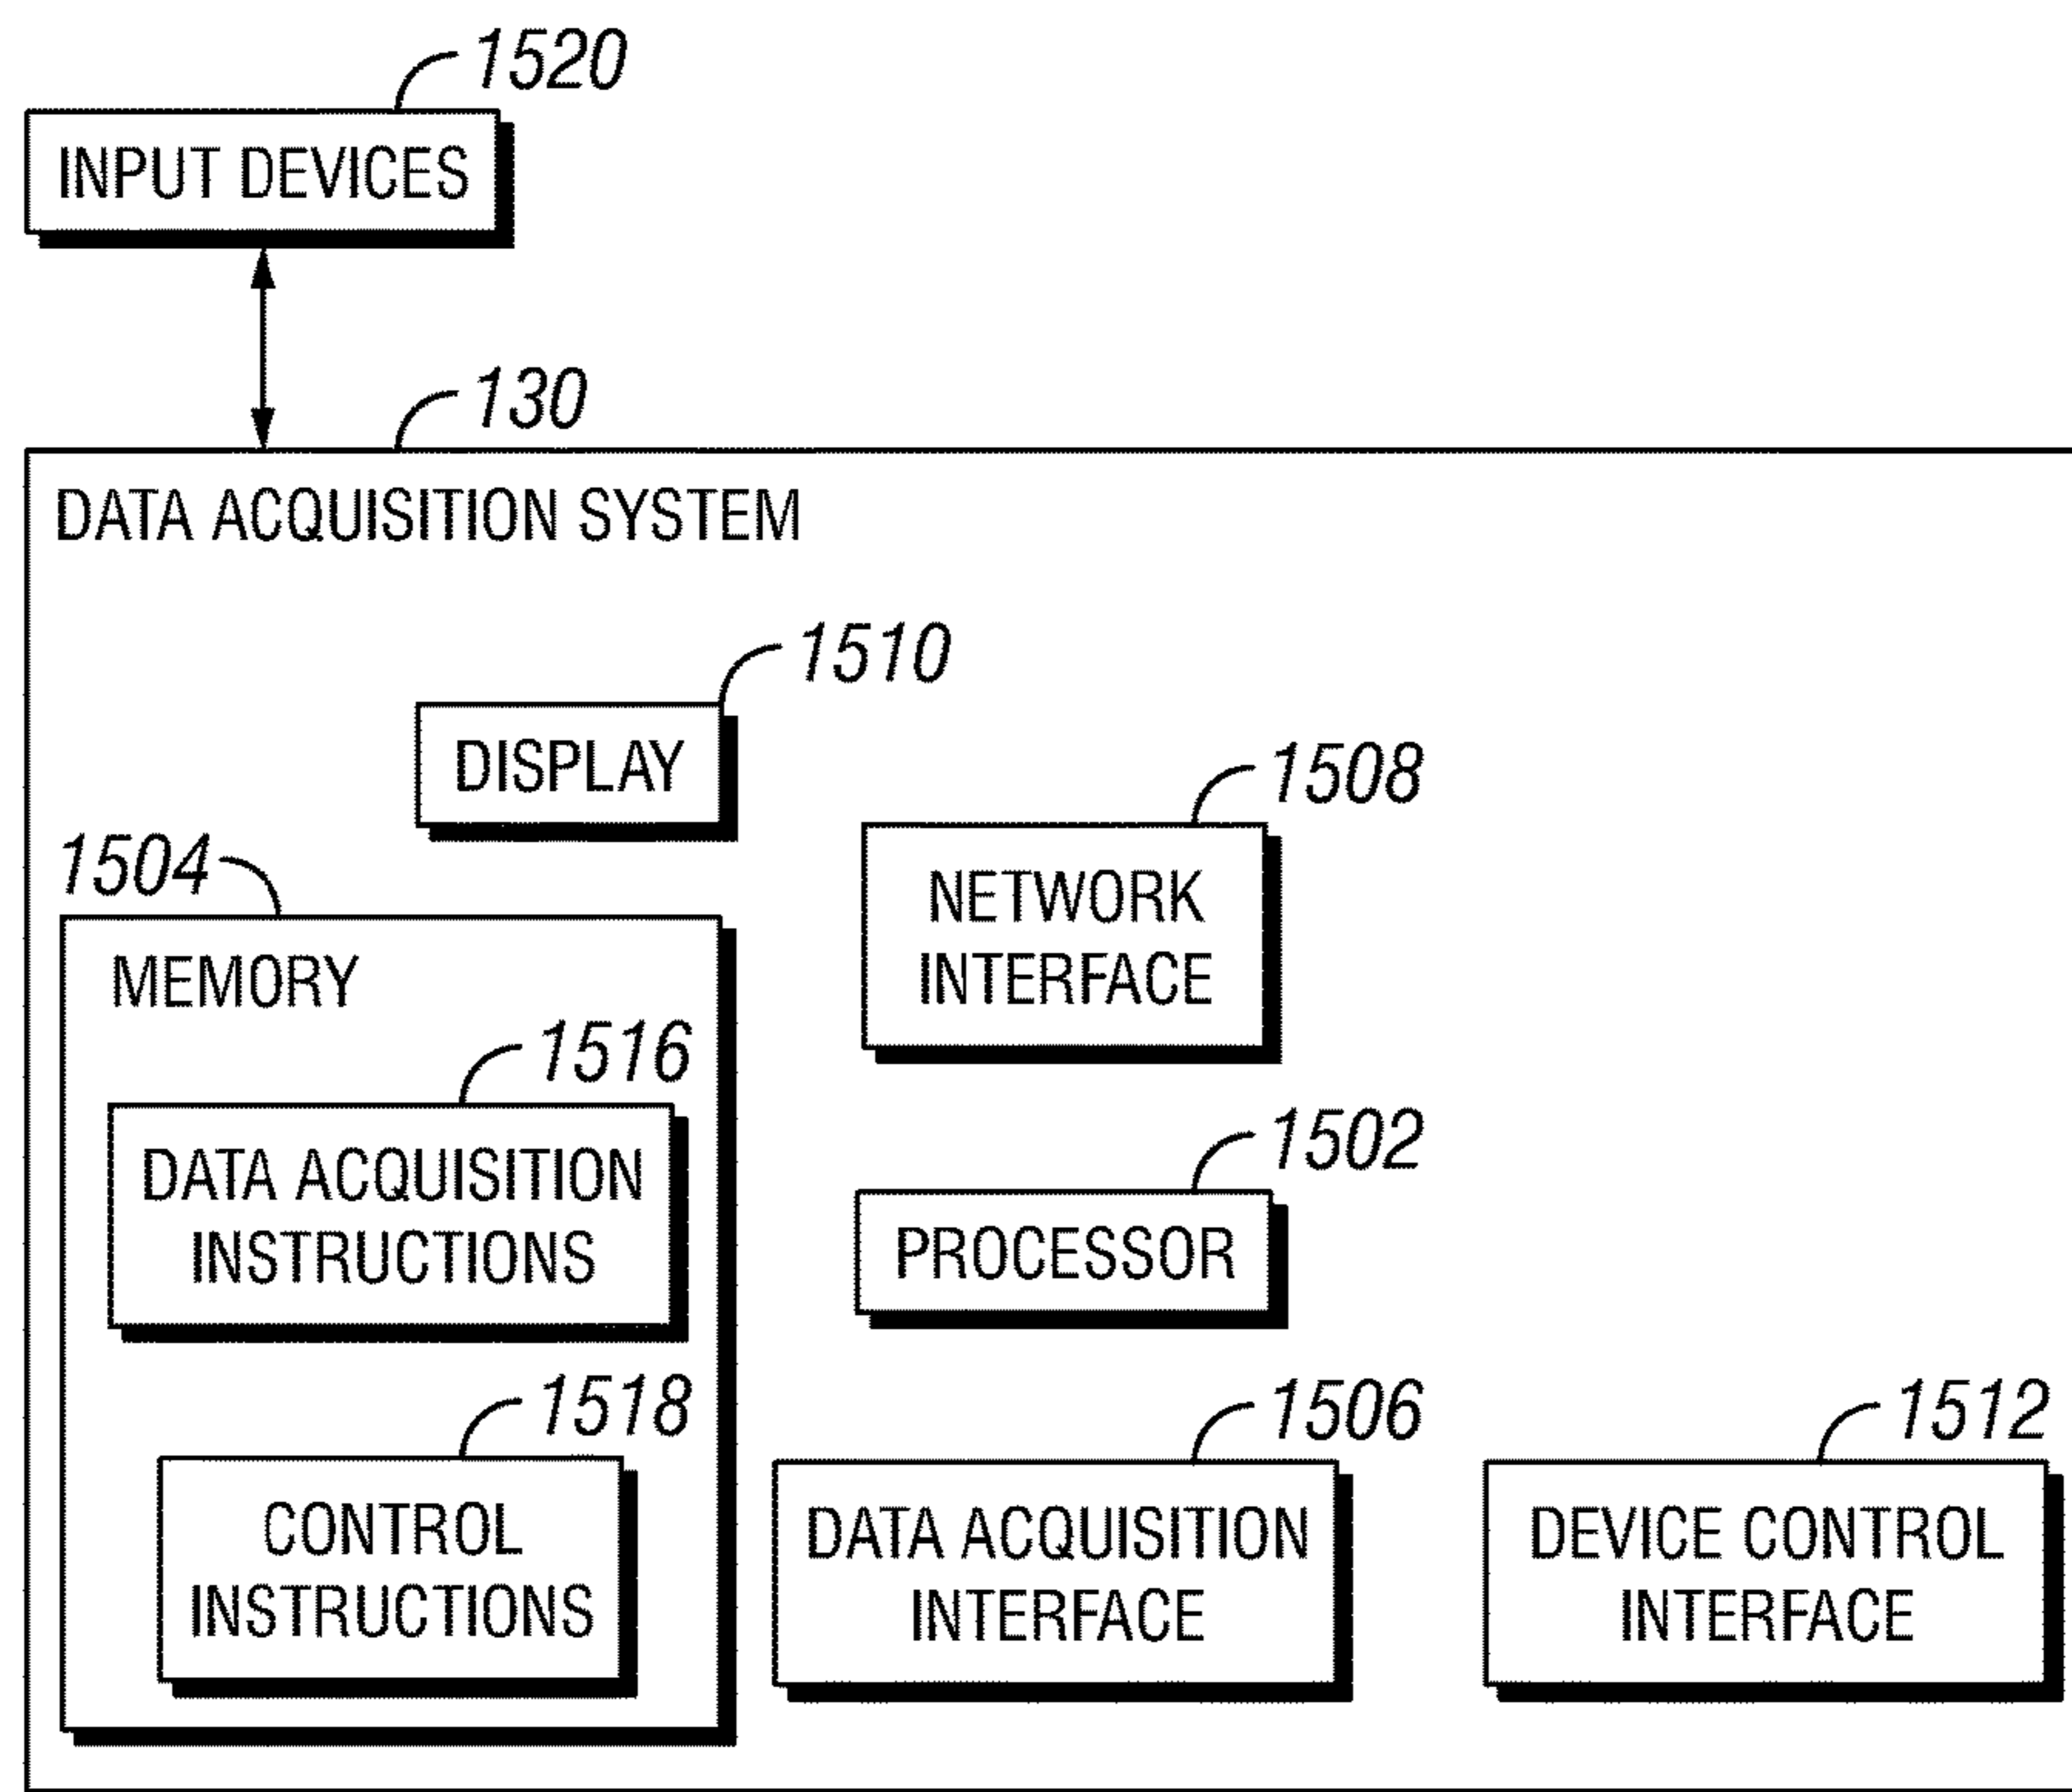 1520
INPUT DEVICES
130
DATA ACQUISITION SYSTEM
1510
DISPLAY
1508
NETWORK
INTERFACE
1504
MEMORY
1516
DATA ACQUISITION
INSTRUCTIONS
1518
CONTROL
INSTRUCTIONS
1502
PROCESSOR
1506
DATA ACQUISITION
INTERFACE
1512
DEVICE CONTROL
INTERFACE